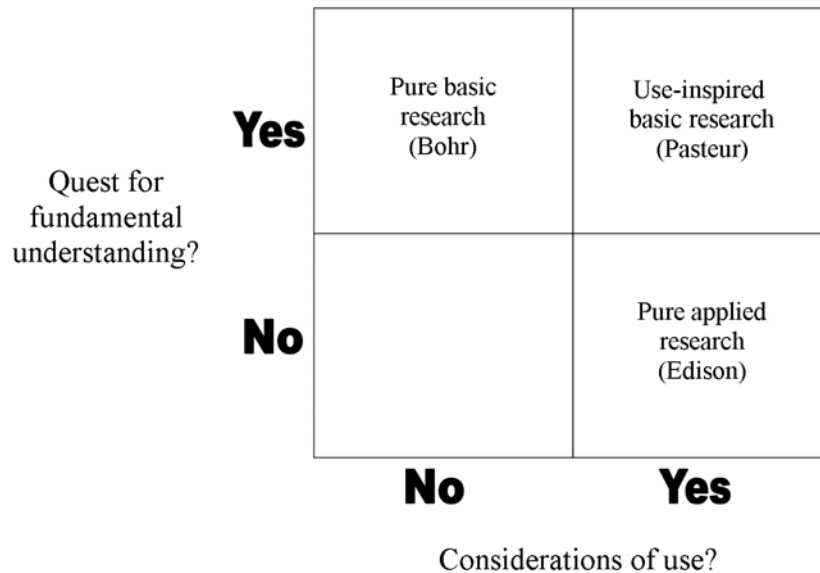 Pure basic
research
(Bohr)
Use-inspired
basic research
(Pasteur)
Yes
Quest for
fundamental
understanding?
No
Pure applied
research
(Edison)
No
Yes
Considerations of use?